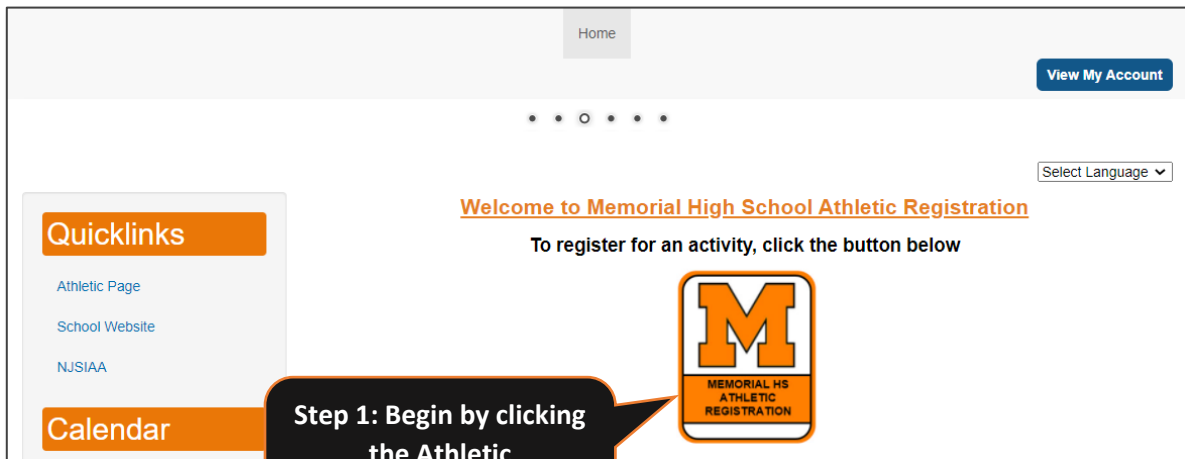 Home
View My Account
Select Language
Quicklinks
Athletic Page
School Website
NJSIAA
Calendar
Welcome to Memorial High School Athletic Registration
To register for an activity, click the button below
M
MEMORIAL HS
ATHLETIC
REGISTRATION
Step 1: Begin by clicking
the Athletic